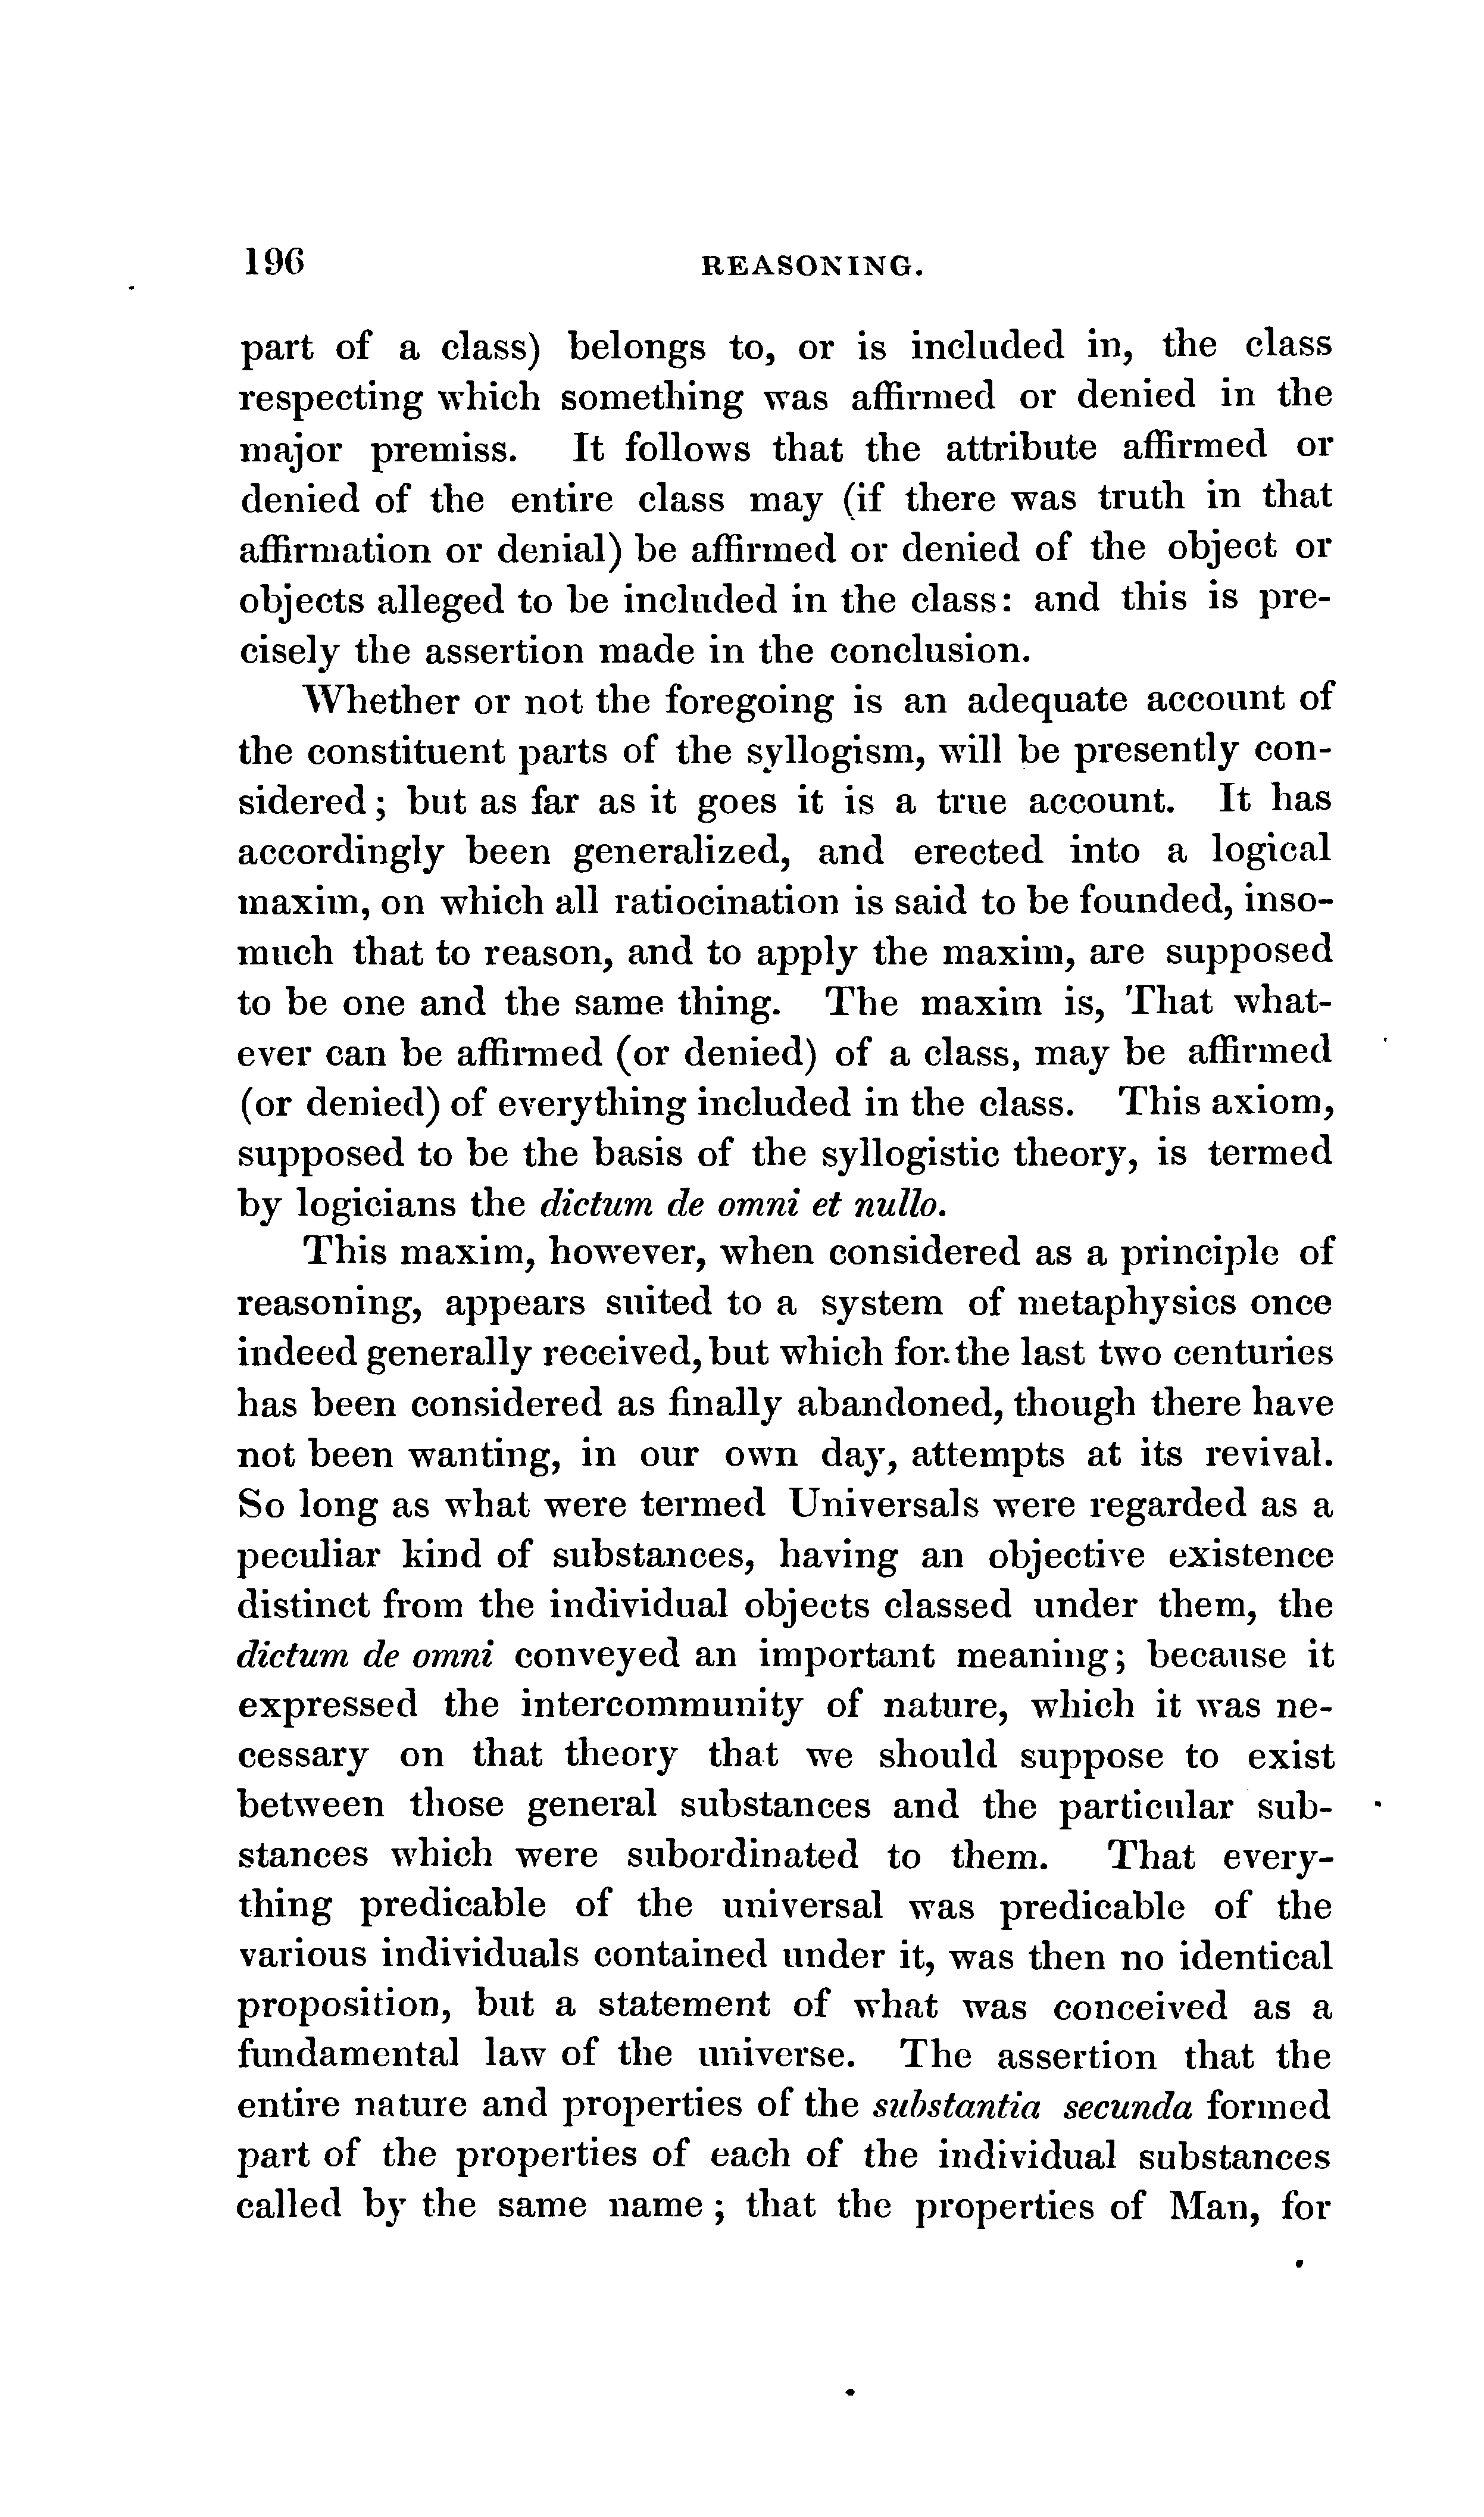 196 REASONING.
part of a class) belongs to, or is included in, the class
respecting which something was affirmed or denied in the
major premiss. It follows that the attribute affirmed or
denied of the entire class may (if there was truth in that
affirmation or denial) be affirmed or denied of the object or
objects alleged to be included in the class: and this is pre-
cisely the assertion made in the conclusion.
Whether or not the foregoing is an adequate account of
the constituent parts of the syllogism, will be presently con-
sidered; but as far as it goes it is a true account. It has
accordingly been generalized, and erected into a logical
maxim, on which all ratiocination is said to be founded, inso-
much that to reason, and to apply the maxim, are supposed
to be one and the same thing. The maxim is, That what-
ever can be affirmed (or denied) of a class, may be affirmed
(or denied) of everything included in the class. This axiom,
supposed to be the basis of the syllogistic theory, is termed
by logicians the dictum de omni et nullo.
This maxim, however, when considered as a principle of
reasoning, appears suited to a system of metaphysics once
indeed generally received, but which for the last two centuries
has been considered as finally abandoned, though there have
not been wanting, in our own day, attempts at its revival.
So long as what were termed Universals were regarded as a
peculiar kind of substances, having an objective existence
distinct from the individual objects classed under them, the
dictum de omni conveyed an important meaning; because it
expressed the intercommunity of nature, which it was ne-
cessary on that theory that we should suppose to exist
between those general substances and the particular sub-
stances which were subordinated to them. That every-
thing predicable of the universal was predicable of the
various individuals contained under it, was then no identical
proposition, but a statement of what was conceived as a
fundamental law of the universe. The assertion that the
entire nature and properties of the substantia secunda formed
part of the properties of each of the individual substances
called by the same name; that the properties of Man, for